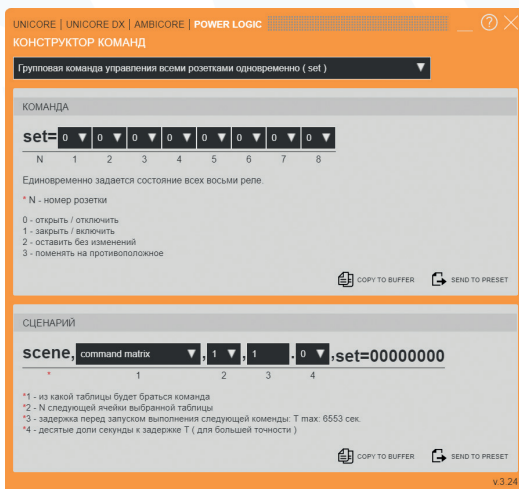 UNICORE | UNICORE DX | AMBICORE | POWER LOGIC
КОНСТРУКТОР КОМАНД
Групповая команда управления всеми розетками одновременно ( set )
КОМАНДА
set= 0 0 0 0 0 0 0 0
N 1 2 3 4 5 6 7 8
Единовременно задается состояние всех восьми реле.
* N - номер розетки
0 - открыть / отключить
1 - закрыть / включить
2 - оставить без изменений
3 - поменять на противоположное
COPY TO BUFFER SEND TO PRESET
СЦЕНАРИЙ
scene, command matrix , 1 , 1 . 0 ,set=00000000
* 1 2 3 4
*1 - из какой таблицы будет браться команда
*2 - N следующей ячейки выбранной таблицы
*3 - задержка перед запуском выполнения следующей коменды: T max: 6553 сек.
*4 - десятые доли секунды к задержке T ( для большей точности )
COPY TO BUFFER SEND TO PRESET
v.3.24